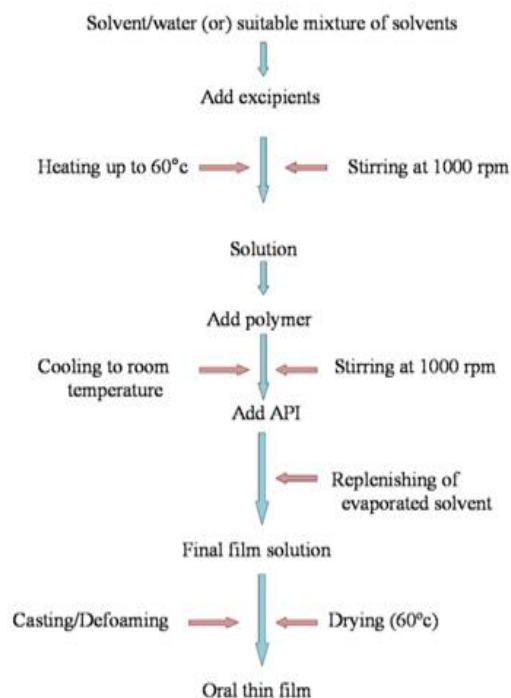 Solvent/water (or) suitable mixture of solvents
Add excipients
Heating up to 60°c
Stirring at 1000 rpm
Solution
Add polymer
Cooling to room
temperature
Stirring at 1000 rpm
Add API
Replenishing of
evaporated solvent
Final film solution
Casting/Defoaming
Drying (60°c)
Oral thin film